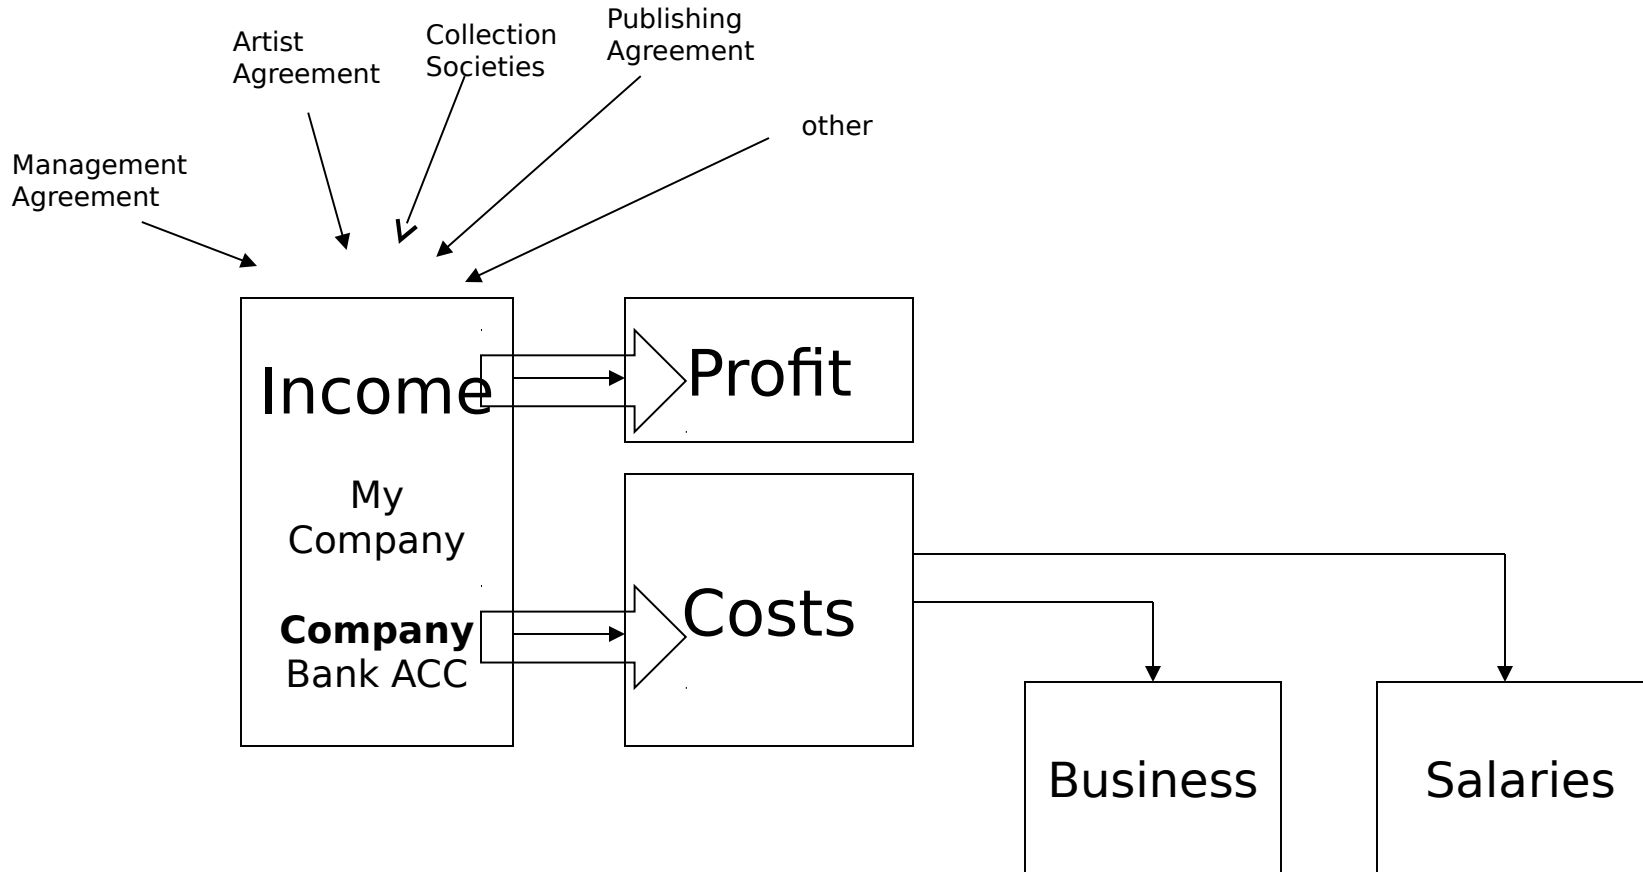 Publishing
Agreement
Collection
Societies
Artist
Agreement
other
Management
Agreement
Income
My
Company
Company
Bank ACC
Profit
Costs
Business
Salaries